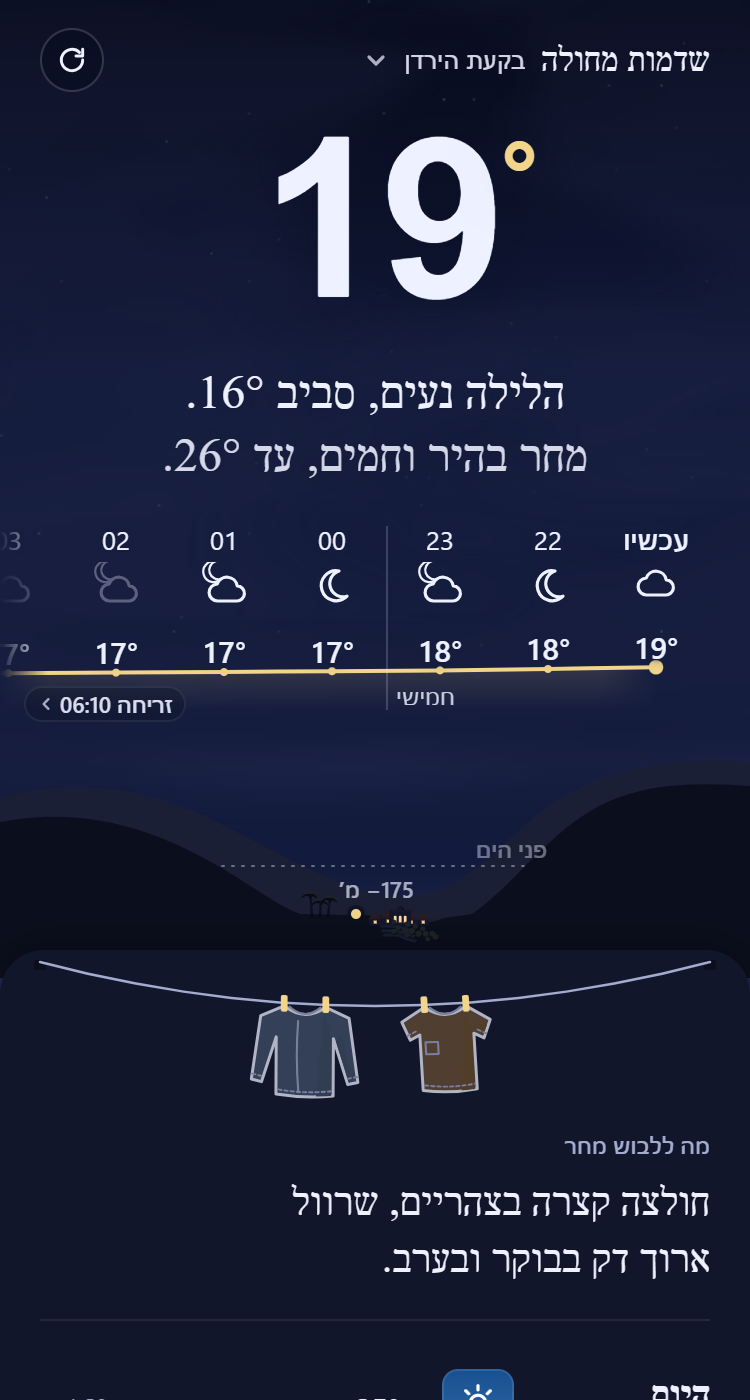 שדמות מחולה בקעת הירדן
19°
הלילה נעים, סביב 16°.
מחר בהיר וחמים, עד 26°.
עכשיו 22 23 00 01 02
19° 18° 18° 17° 17° 17°
חמישי
זריחה 06:10
פני הים
−175 מ׳
מה ללבוש מחר
חולצה קצרה בצהריים, שרוול
ארוך דק בבוקר ובערב.
היום